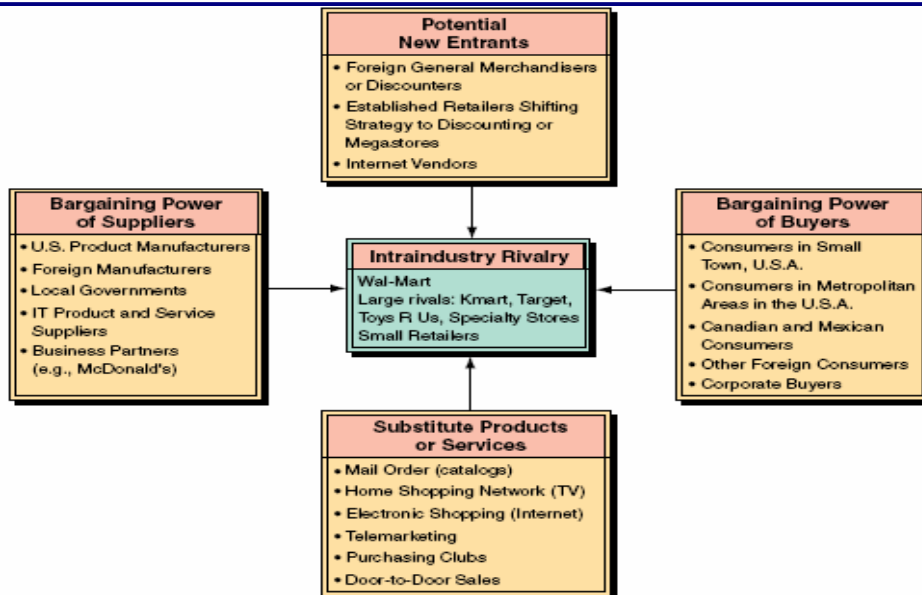 Potential
New Entrants
• Foreign General Merchandisers
or Discounters
• Established Retailers Shifting
Strategy to Discounting or
Megastores
• Internet Vendors
Bargaining Power
of Suppliers
• U.S. Product Manufacturers
• Foreign Manufacturers
• Local Governments
• IT Product and Service
Suppliers
• Business Partners
(e.g., McDonald's)
Intraindustry Rivalry
Wal-Mart
Large rivals: Kmart, Target,
Toys R Us, Specialty Stores
Small Retailers
Bargaining Power
of Buyers
• Consumers in Small
Town, U.S.A.
• Consumers in Metropolitan
Areas in the U.S.A.
• Canadian and Mexican
Consumers
• Other Foreign Consumers
• Corporate Buyers
Substitute Products
or Services
• Mail Order (catalogs)
• Home Shopping Network (TV)
• Electronic Shopping (Internet)
• Telemarketing
• Purchasing Clubs
• Door-to-Door Sales